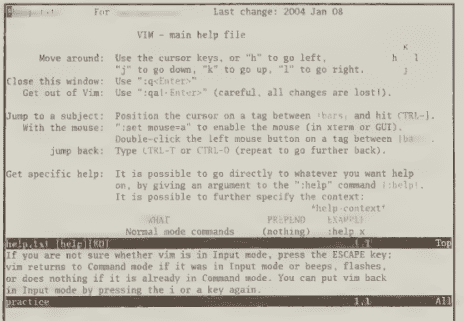 For Last change: 2004 Jan 08
VIM - main help file
k
Move around: Use the cursor keys, or "h" to go left, h l
"j" to go down, "k" to go up, "l" to go right. j
Close this window: Use ":q<Enter>"
Get out of Vim: Use ":qa!<Enter>" (careful, all changes are lost!).
Jump to a subject: Position the cursor on a tag between |bars| and hit CTRL-].
With the mouse: ":set mouse=a" to enable the mouse (in xterm or GUI).
Double-click the left mouse button on a tag between
jump back: Type CTRL-T or CTRL-O (repeat to go further back).
Get specific help: It is possible to go directly to whatever you want help
on, by giving an argument to the ":help" command |:help|.
It is possible to further specify the context:
*help-context*
WHAT PREPEND EXAMPLE
Normal mode commands (nothing) :help x
help.txt [help][RO] 1,1 Top
If you are not sure whether vim is in Input mode, press the ESCAPE key;
vim returns to Command mode if it was in Input mode or beeps, flashes,
or does nothing if it is already in Command mode. You can put vim back
in Input mode by pressing the i or a key again.
practice 1,1 All